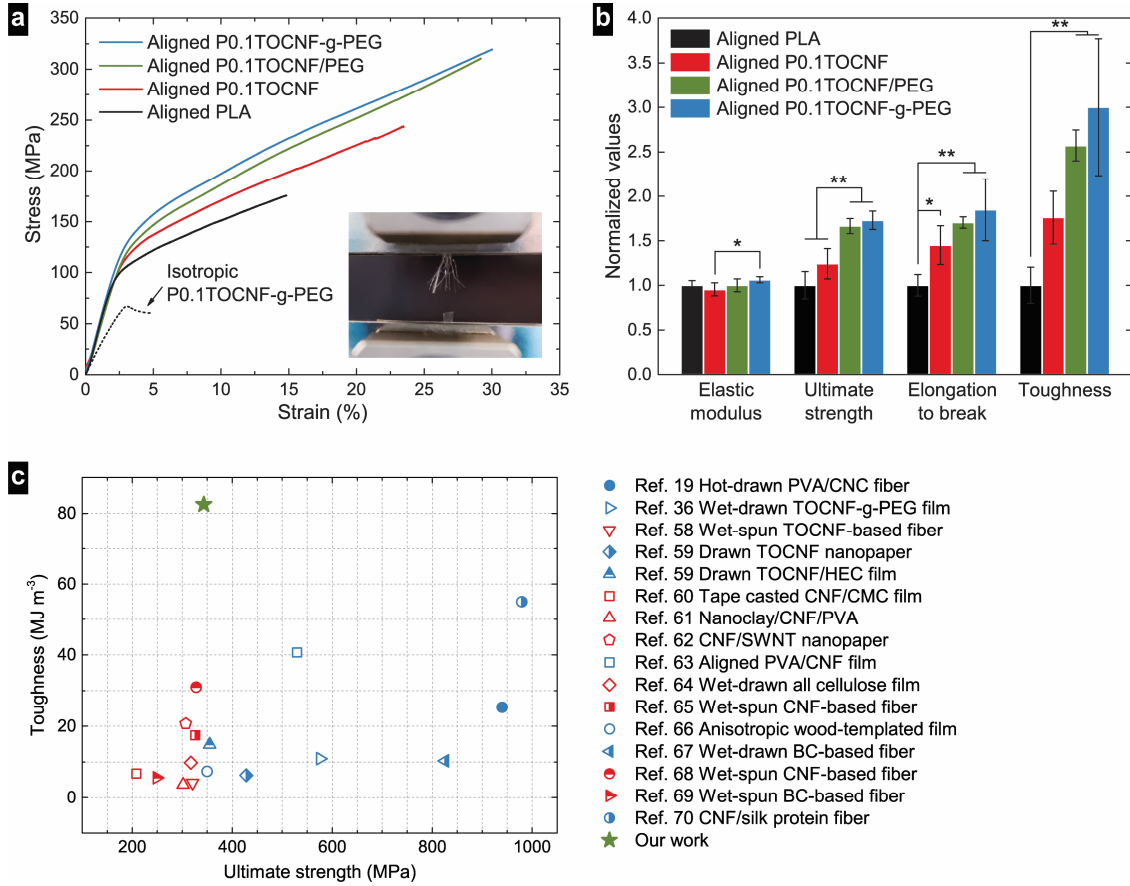 a
350
300
250
200
150
100
50
0
Stress (MPa)
Aligned P0.1TOCNF-g-PEG
Aligned P0.1TOCNF/PEG
Aligned P0.1TOCNF
Aligned PLA
Isotropic
P0.1TOCNF-g-PEG
0 5 10 15 20 25 30 35
Strain (%)
b
4.0
3.5
3.0
2.5
2.0
1.5
1.0
0.5
0.0
Normalized values
Aligned PLA
Aligned P0.1TOCNF
Aligned P0.1TOCNF/PEG
Aligned P0.1TOCNF-g-PEG
*
**
*
**
**
Elastic
modulus
Ultimate
strength
Elongation
to break
Toughness
c
80
60
40
20
0
Toughness (MJ m⁻³)
200 400 600 800 1000
Ultimate strength (MPa)
Ref. 19 Hot-drawn PVA/CNC fiber
Ref. 36 Wet-drawn TOCNF-g-PEG film
Ref. 58 Wet-spun TOCNF-based fiber
Ref. 59 Drawn TOCNF nanopaper
Ref. 59 Drawn TOCNF/HEC film
Ref. 60 Tape casted CNF/CMC film
Ref. 61 Nanoclay/CNF/PVA
Ref. 62 CNF/SWNT nanopaper
Ref. 63 Aligned PVA/CNF film
Ref. 64 Wet-drawn all cellulose film
Ref. 65 Wet-spun CNF-based fiber
Ref. 66 Anisotropic wood-templated film
Ref. 67 Wet-drawn BC-based fiber
Ref. 68 Wet-spun CNF-based fiber
Ref. 69 Wet-spun BC-based fiber
Ref. 70 CNF/silk protein fiber
Our work